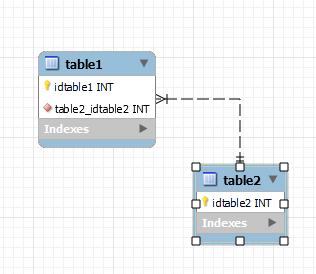 table1
idtable1 INT
table2_idtable2 INT
Indexes
table2
idtable2 INT
Indexes